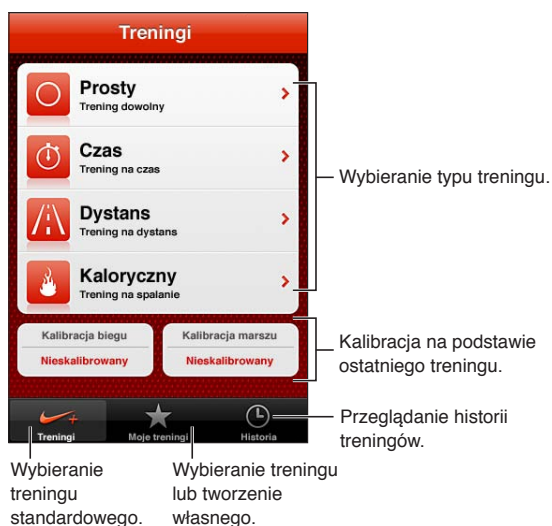 Treningi
Prosty
Trening dowolny
Czas
Trening na czas
Dystans
Trening na dystans
Kaloryczny
Trening na spalanie
Wybieranie typu treningu.
Kalibracja biegu
Nieskalibrowany
Kalibracja marszu
Nieskalibrowany
Kalibracja na podstawie
ostatniego treningu.
Treningi
Moje treningi
Historia
Przeglądanie historii
treningów.
Wybieranie
treningu
standardowego.
Wybieranie treningu
lub tworzenie
własnego.